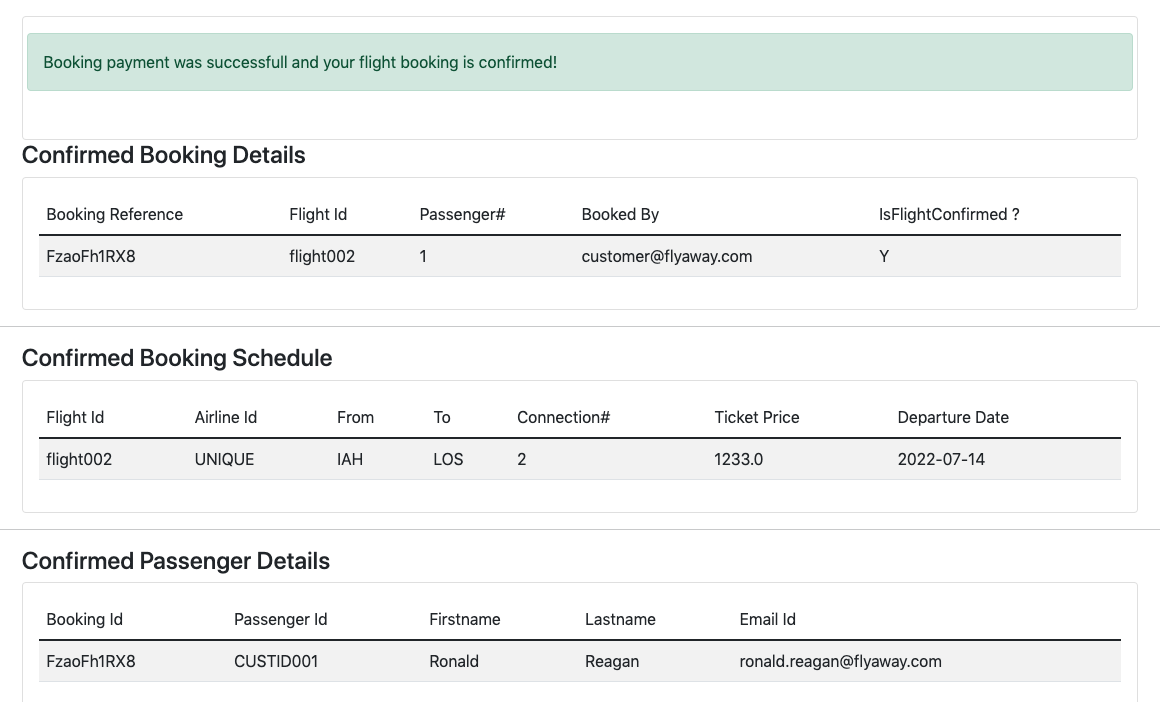 Booking payment was successfull and your flight booking is confirmed!
Confirmed Booking Details
Booking Reference Flight Id Passenger# Booked By IsFlightConfirmed ?
FzaoFh1RX8 flight002 1 customer@flyaway.com Y
Confirmed Booking Schedule
Flight Id Airline Id From To Connection# Ticket Price Departure Date
flight002 UNIQUE IAH LOS 2 1233.0 2022-07-14
Confirmed Passenger Details
Booking Id Passenger Id Firstname Lastname Email Id
FzaoFh1RX8 CUSTID001 Ronald Reagan ronald.reagan@flyaway.com